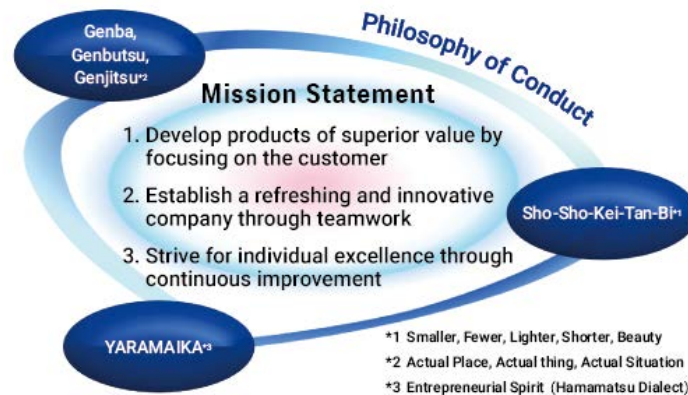 Genba,
Genbutsu,
Genjitsu*2
Philosophy of Conduct
Mission Statement
1. Develop products of superior value by
focusing on the customer
2. Establish a refreshing and innovative
company through teamwork
3. Strive for individual excellence through
continuous improvement
Sho-Sho-Kei-Tan-Bi*1
YARAMAIKA*3
*1 Smaller, Fewer, Lighter, Shorter, Beauty
*2 Actual Place, Actual thing, Actual Situation
*3 Entrepreneurial Spirit (Hamamatsu Dialect)